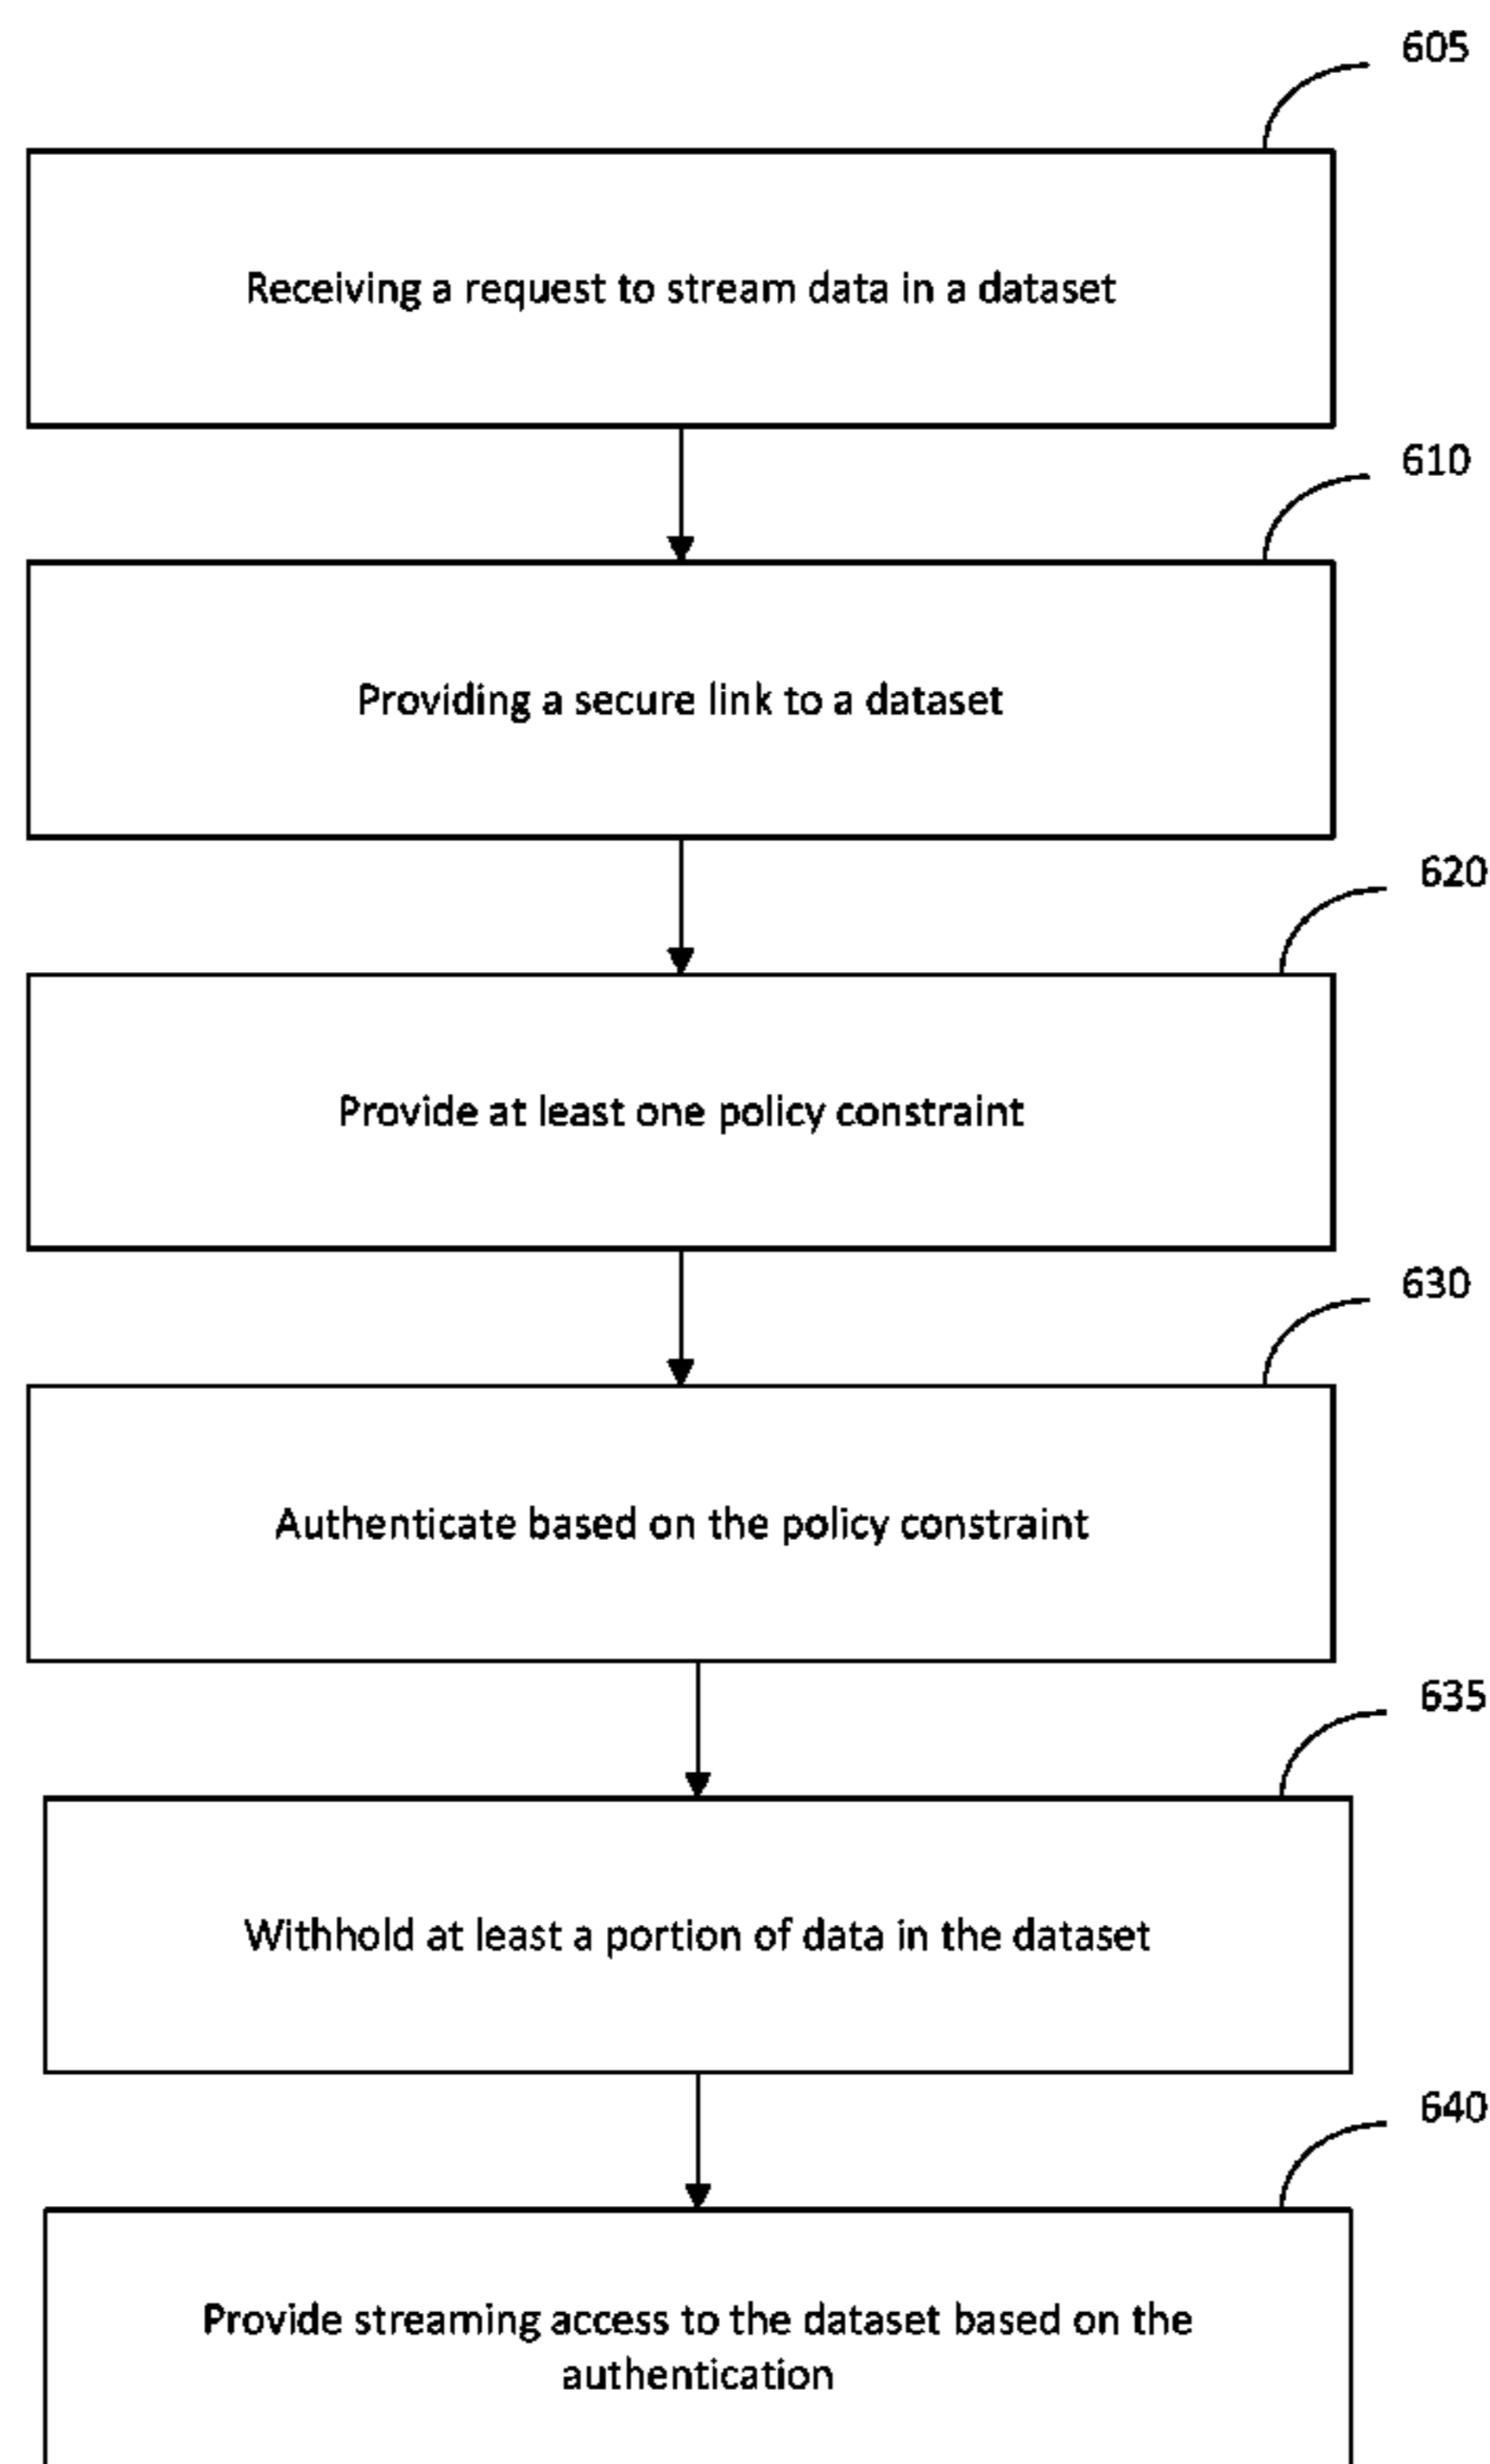 605
Receiving a request to stream data in a dataset
610
Providing a secure link to a dataset
620
Provide at least one policy constraint
630
Authenticate based on the policy constraint
635
Withhold at least a portion of data in the dataset
640
Provide streaming access to the dataset based on the
authentication